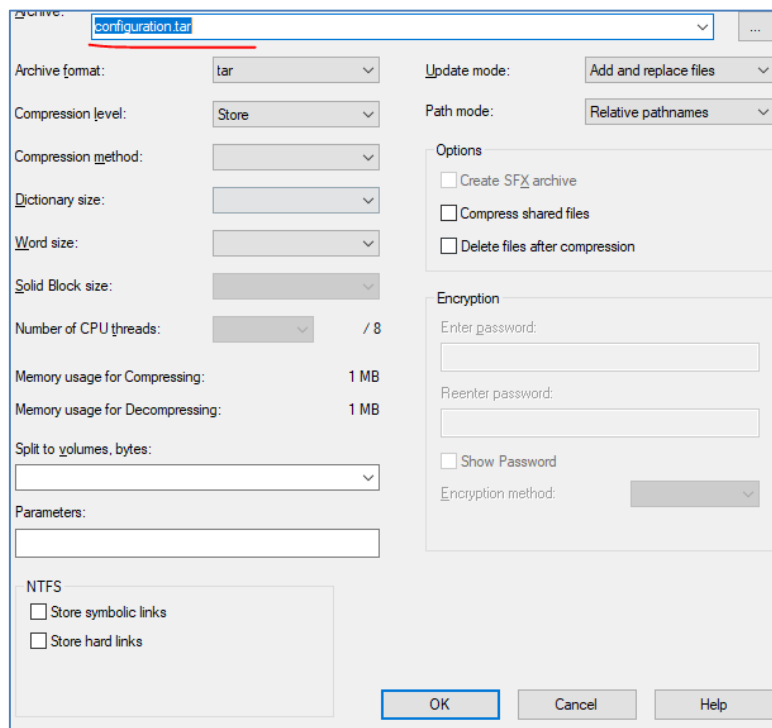 Archive:
configuration.tar
...
Archive format: tar
Update mode: Add and replace files
Compression level: Store
Path mode: Relative pathnames
Compression method:
Options
Create SFX archive
Dictionary size:
Compress shared files
Word size:
Delete files after compression
Solid Block size:
Encryption
Number of CPU threads: / 8
Enter password:
Memory usage for Compressing: 1 MB
Reenter password:
Memory usage for Decompressing: 1 MB
Split to volumes, bytes:
Show Password
Encryption method:
Parameters:
NTFS
Store symbolic links
Store hard links
OK Cancel Help